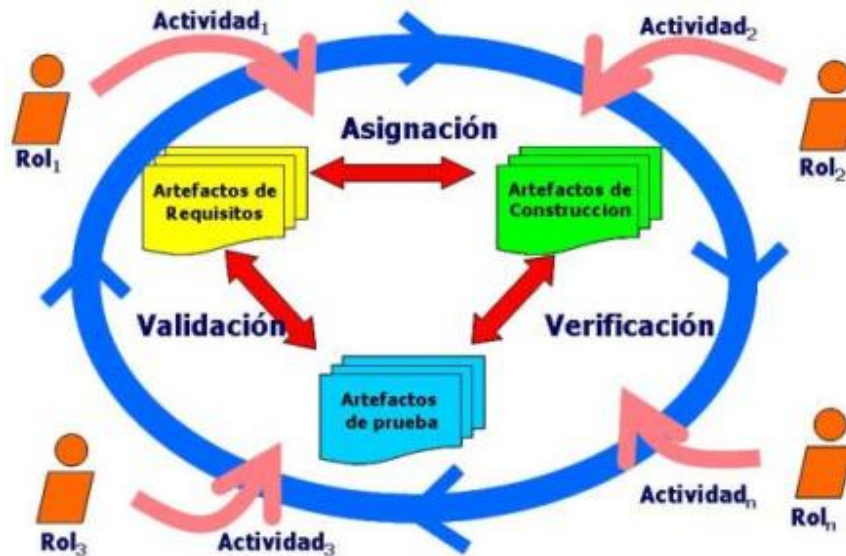 Actividad₁
Actividad₂
Rol₁
Asignación
Rol₂
Artefactos de
Requisitos
Artefactos de
Construccion
Validación
Verificación
Artefactos
de prueba
Rol₃
Actividad₃
Actividadₙ
Rolₙ